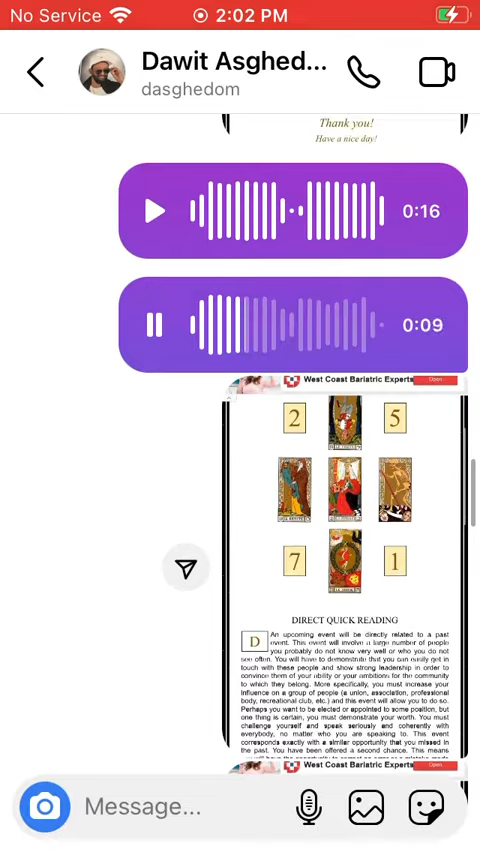 No Service 2:02 PM
Dawit Asghed...
dasghedom
Thank you!
Have a nice day!
0:16
0:09
West Coast Bariatric Experts Open
2 5
7 1
DIRECT QUICK READING
D An upcoming event will be directly related to a past
event. This event will involve a large number of people
you probably do not know very well or who you do not
see often. You will have to demonstrate that you can easily get in
touch with these people and show strong leadership in order to
convince them of your ability or your ambitions for the community
to which they belong. More specifically, you must increase your
influence on a group of people (a union, association, professional
body, recreational club, etc.) and this event will allow you to do so.
Perhaps you want to be elected or appointed to some position, but
one thing is certain, you must demonstrate your worth. You must
challenge yourself and speak seriously and coherently with
everybody, no matter who you are speaking to. This event
corresponds exactly with a similar opportunity that you missed in
the past. You have been offered a second chance. This means
West Coast Bariatric Experts Open
Message...